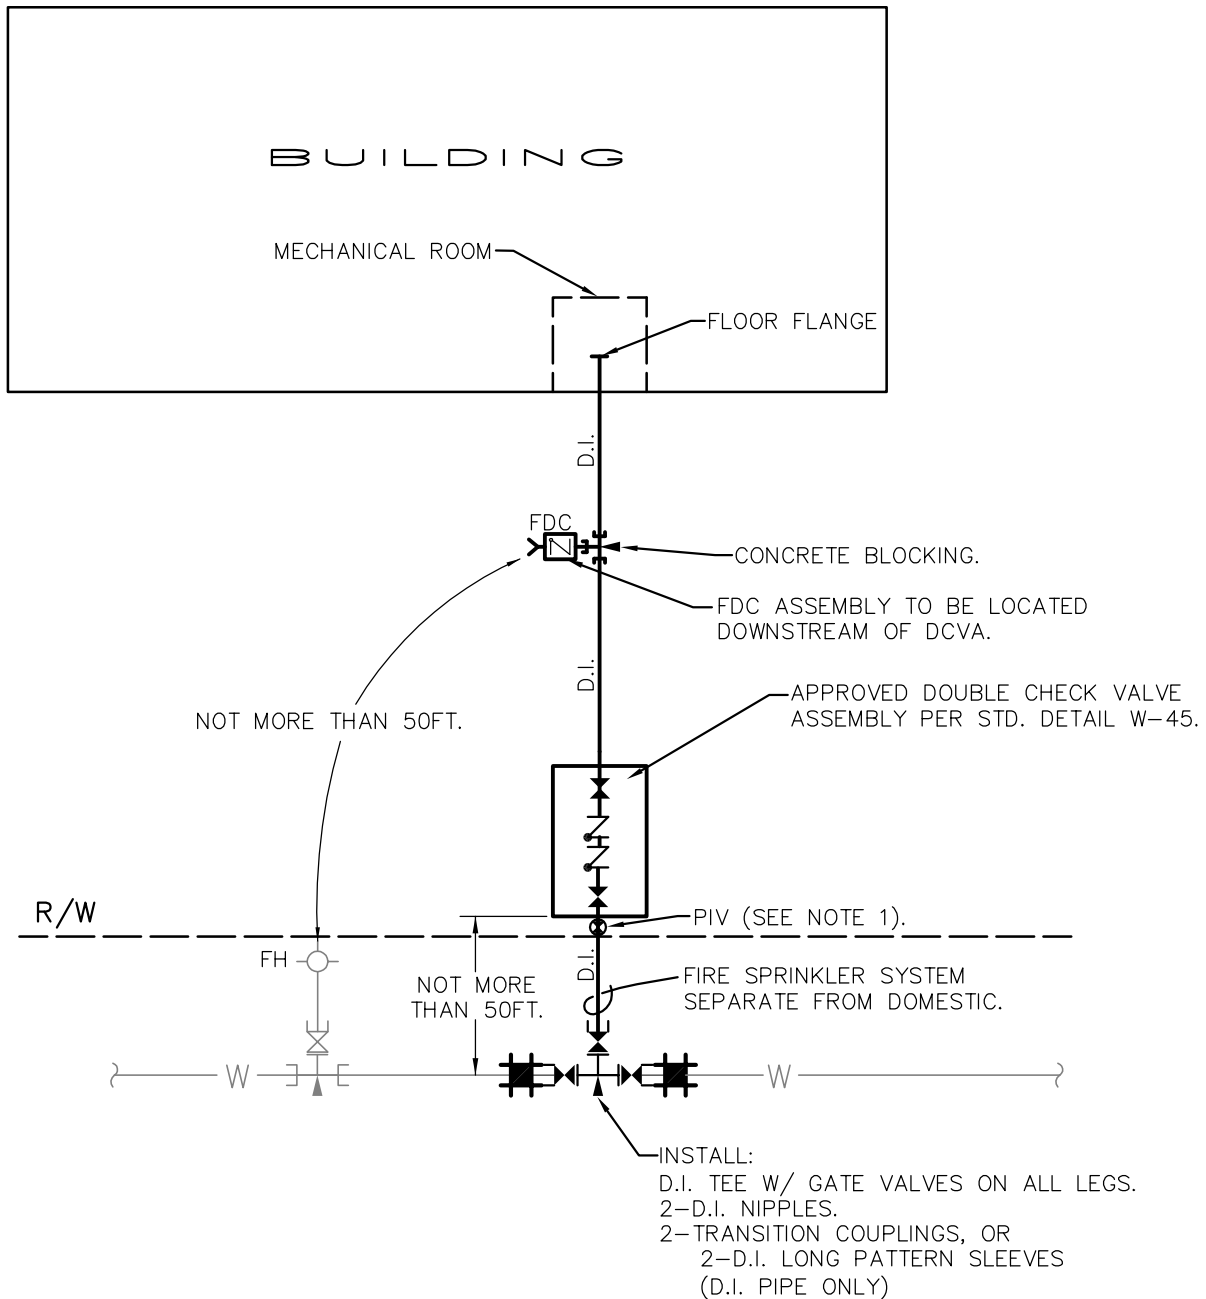 BUILDING
MECHANICAL ROOM
FLOOR FLANGE
D.I.
FDC
CONCRETE BLOCKING.
FDC ASSEMBLY TO BE LOCATED
DOWNSTREAM OF DCVA.
D.I.
APPROVED DOUBLE CHECK VALVE
ASSEMBLY PER STD. DETAIL W-45.
NOT MORE THAN 50FT.
R/W
PIV (SEE NOTE 1).
FH
D.I.
NOT MORE
THAN 50FT.
FIRE SPRINKLER SYSTEM
SEPARATE FROM DOMESTIC.
W
W
INSTALL:
D.I. TEE W/ GATE VALVES ON ALL LEGS.
2-D.I. NIPPLES.
2-TRANSITION COUPLINGS, OR
2-D.I. LONG PATTERN SLEEVES
(D.I. PIPE ONLY)